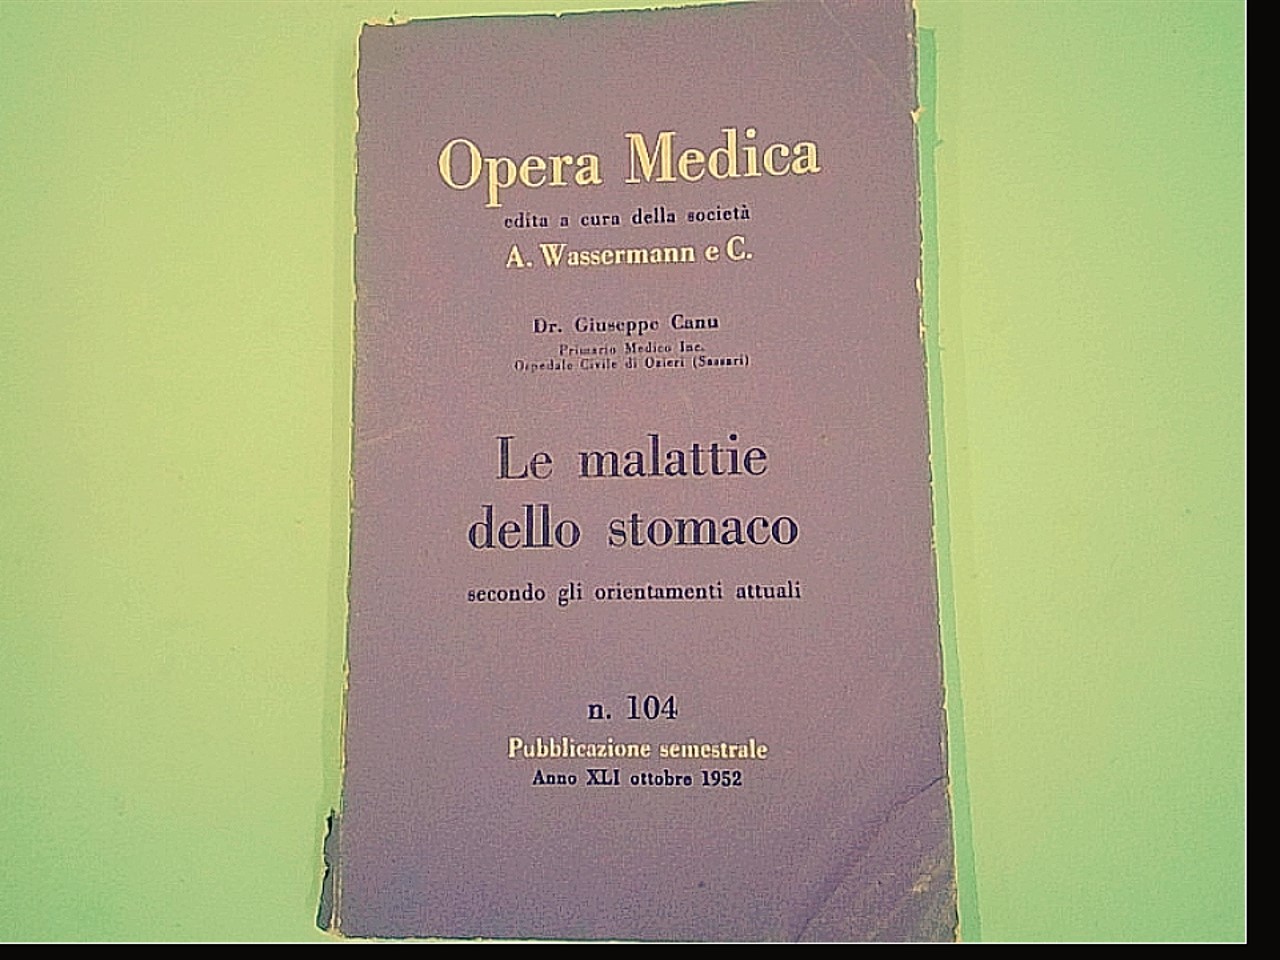 Opera Medica
edita a cura della società
A. Wassermann e C.
Dr. Giuseppe Canu
Primario Medico Inc.
Ospedale Civile di Ozieri (Sassari)
Le malattie
dello stomaco
secondo gli orientamenti attuali
n. 104
Pubblicazione semestrale
Anno XLI ottobre 1952